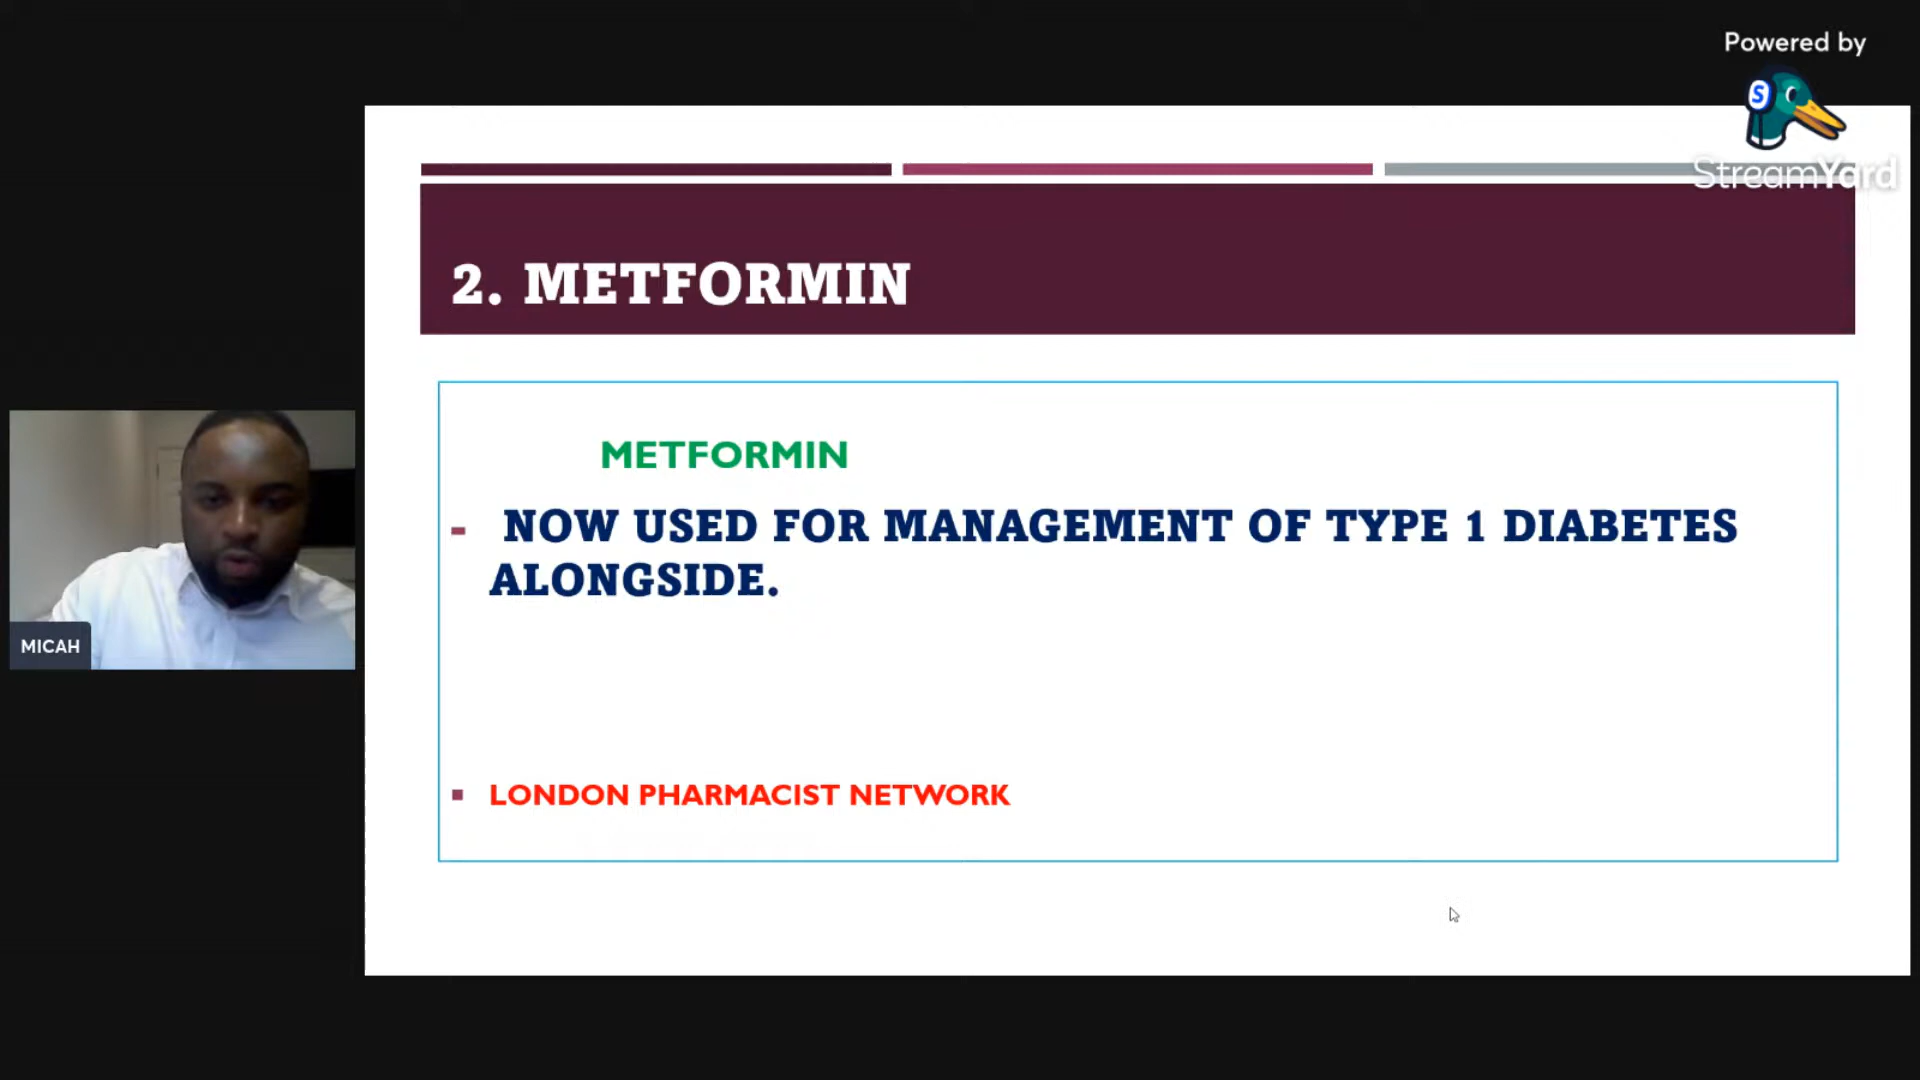 Powered by
S
StreamYard
2. METFORMIN
METFORMIN
- NOW USED FOR MANAGEMENT OF TYPE 1 DIABETES
ALONGSIDE.
MICAH
▪ LONDON PHARMACIST NETWORK